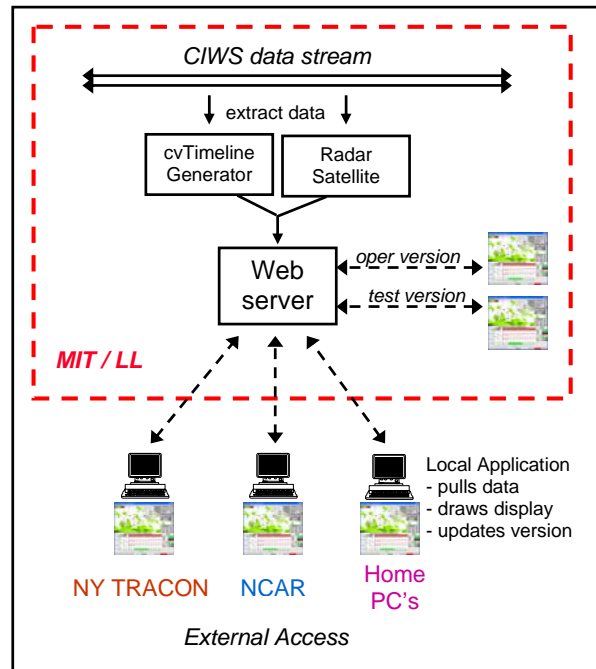 CIWS data stream
extract data
cvTimeline
Generator
Radar
Satellite
Web
server
oper version
test version
MIT / LL
Local Application
- pulls data
- draws display
- updates version
NY TRACON
NCAR
Home
PC's
External Access